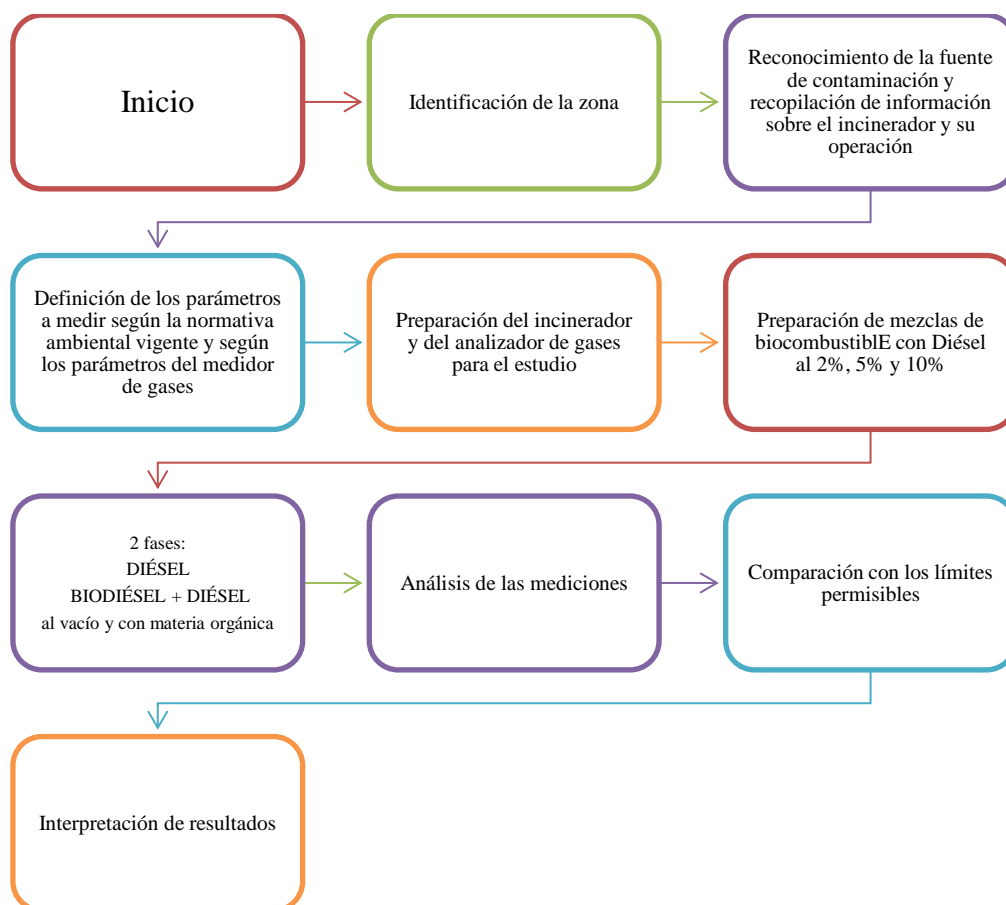 Inicio
Identificación de la zona
Reconocimiento de la fuente
de contaminación y
recopilación de información
sobre el incinerador y su
operación
Definición de los parámetros
a medir según la normativa
ambiental vigente y según
los parámetros del medidor
de gases
Preparación del incinerador
y del analizador de gases
para el estudio
Preparación de mezclas de
biocombustiblE con Diésel
al 2%, 5% y 10%
2 fases:
DIÉSEL
BIODIÉSEL + DIÉSEL
al vacío y con materia orgánica
Análisis de las mediciones
Comparación con los límites
permisibles
Interpretación de resultados